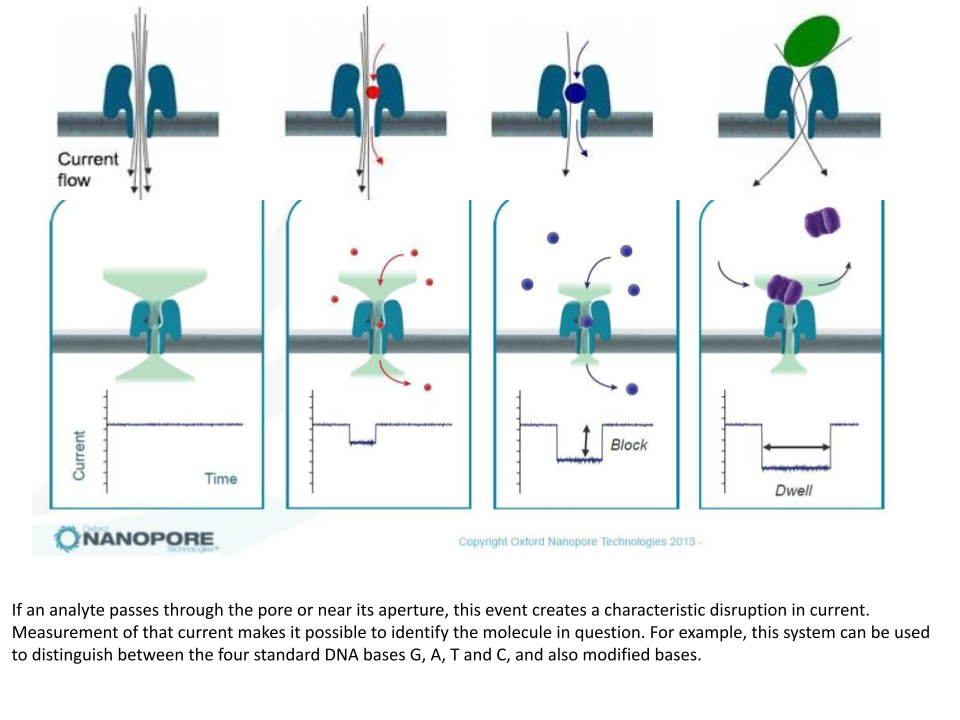 Current
flow
Current
Time
Block
Dwell
Oxford
NANOPORE
Technologies®
Copyright Oxford Nanopore Technologies 2013 -
If an analyte passes through the pore or near its aperture, this event creates a characteristic disruption in current.
Measurement of that current makes it possible to identify the molecule in question. For example, this system can be used
to distinguish between the four standard DNA bases G, A, T and C, and also modified bases.